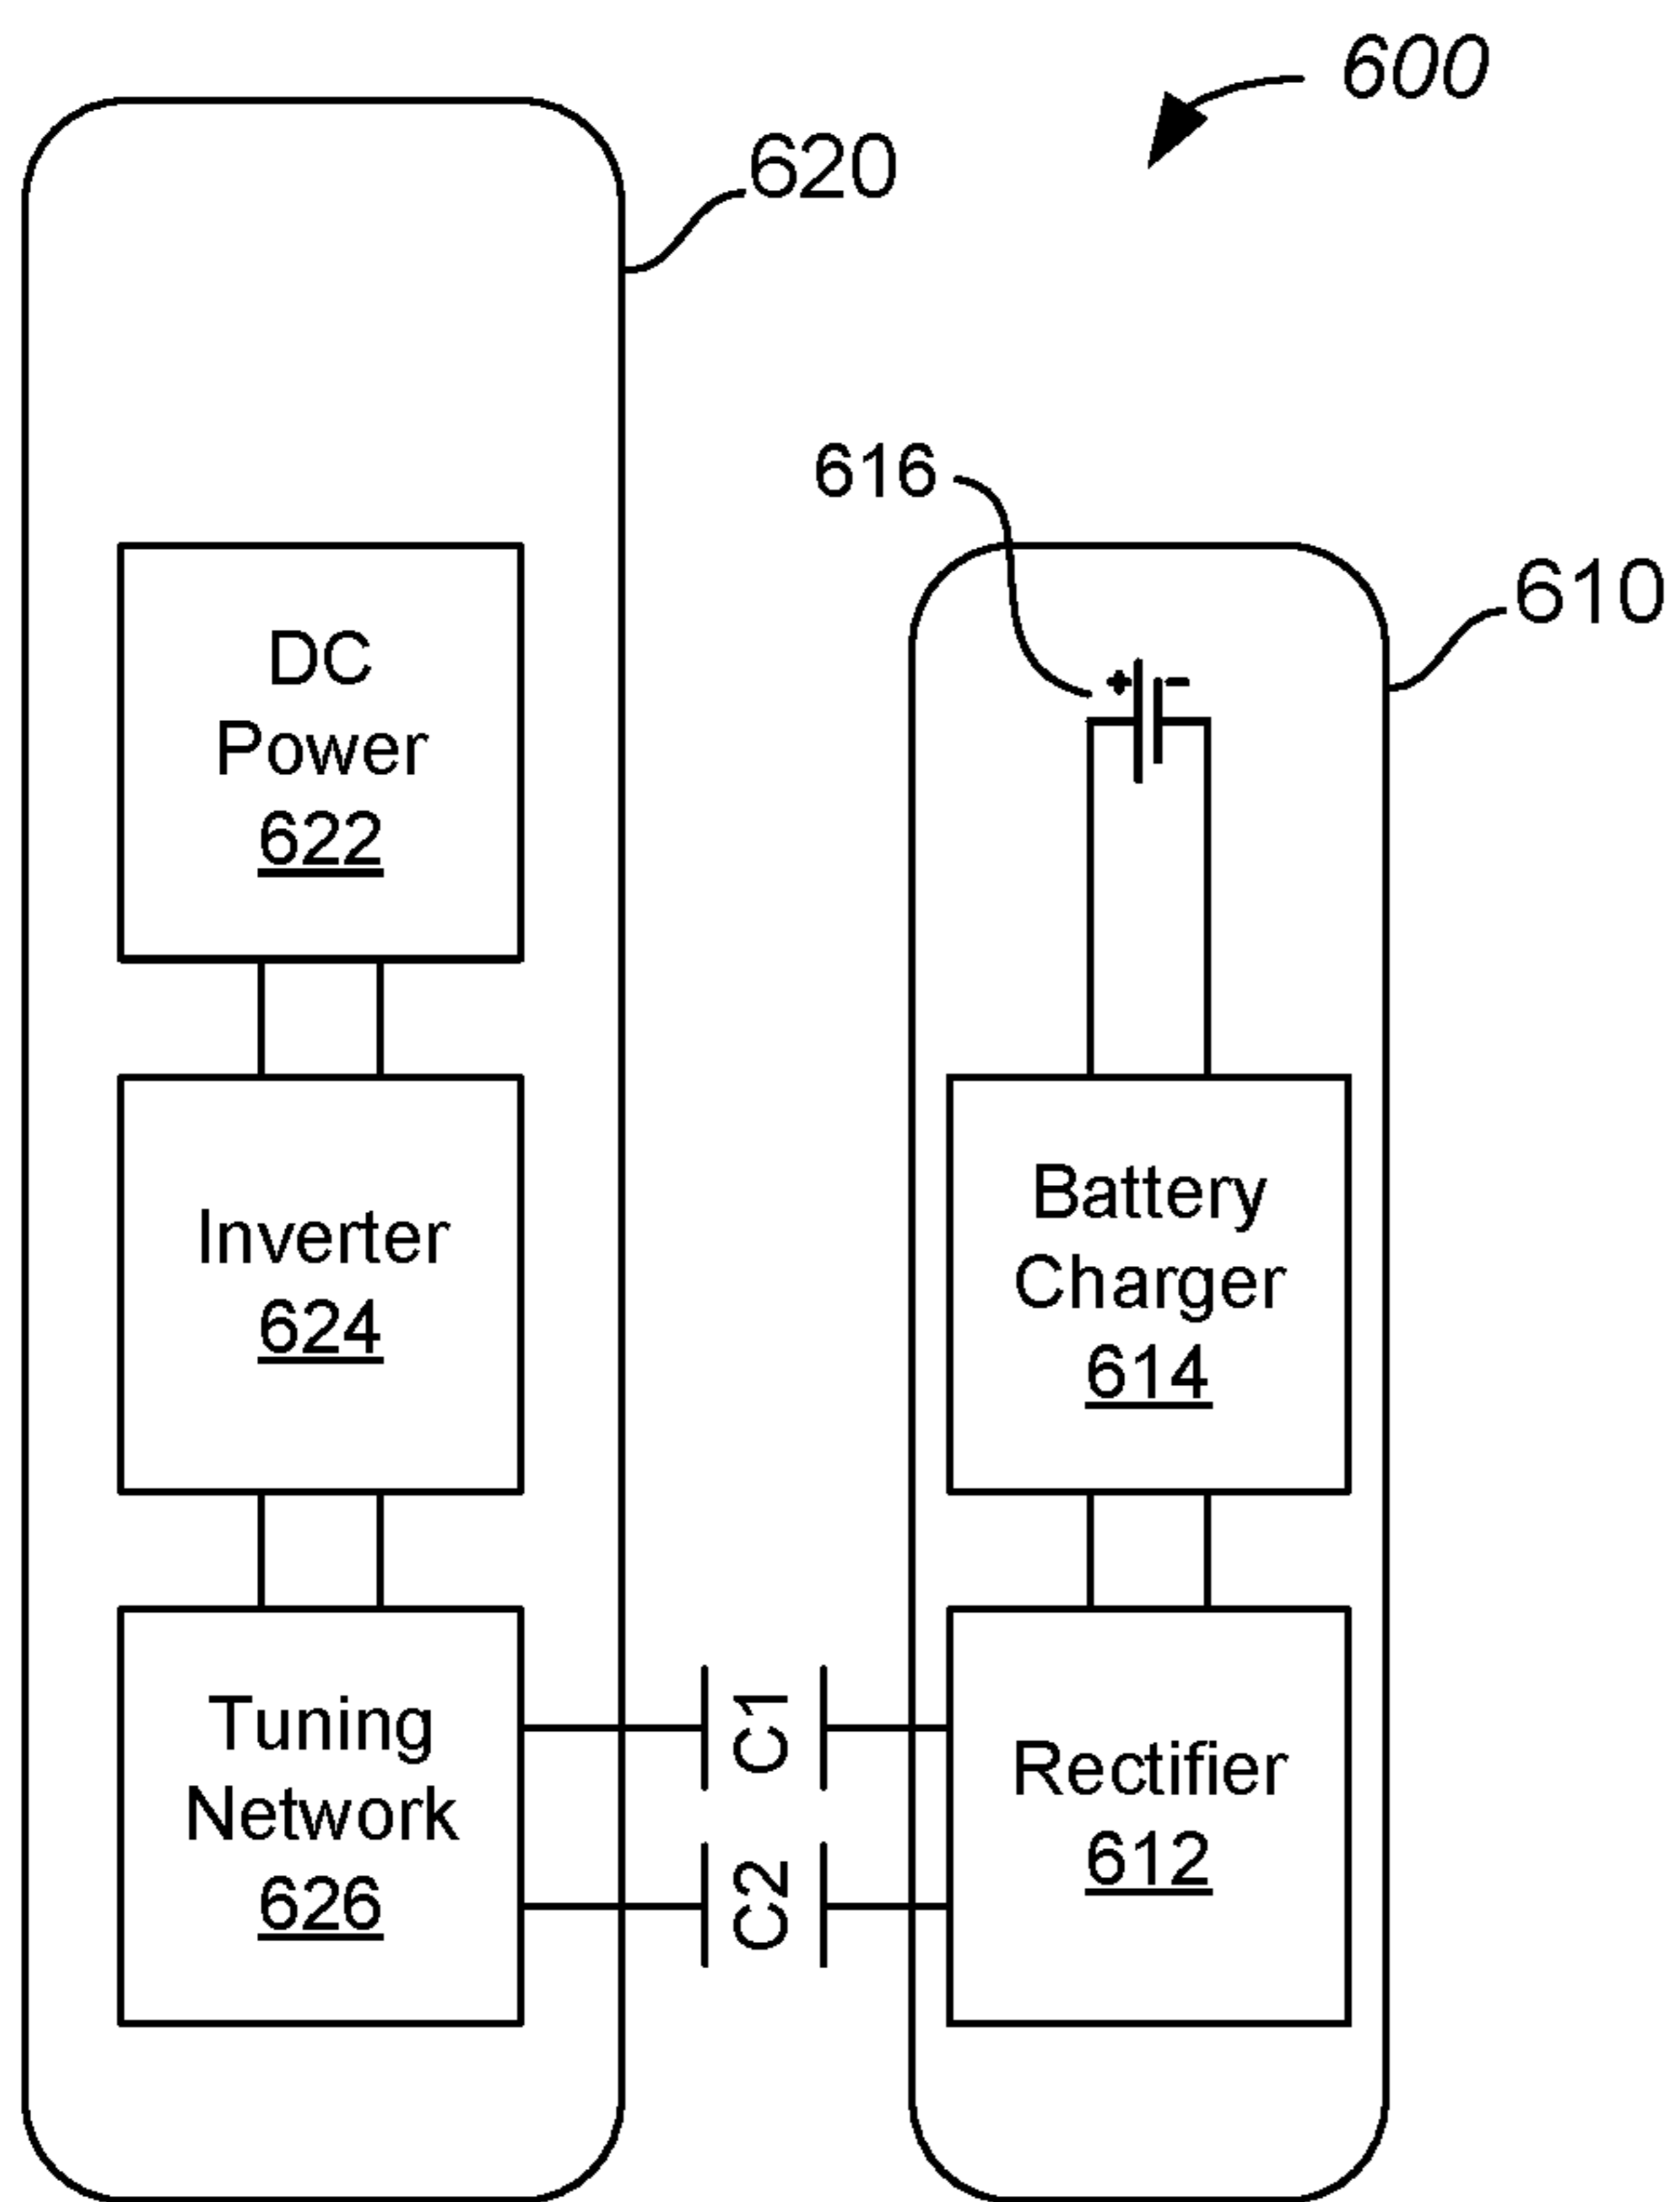 600
620
616
610
DC
Power
622
Inverter
624
Battery
Charger
614
Tuning
Network
626
C1
C2
Rectifier
612